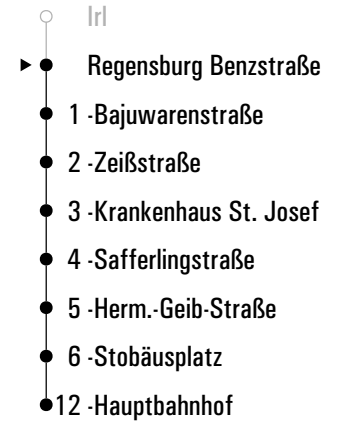 Irl
Regensburg Benzstraße
1 -Bajuwarenstraße
2 -Zeißstraße
3 -Krankenhaus St. Josef
4 -Safferlingstraße
5 -Herm.-Geib-Straße
6 -Stobäusplatz
12 -Hauptbahnhof